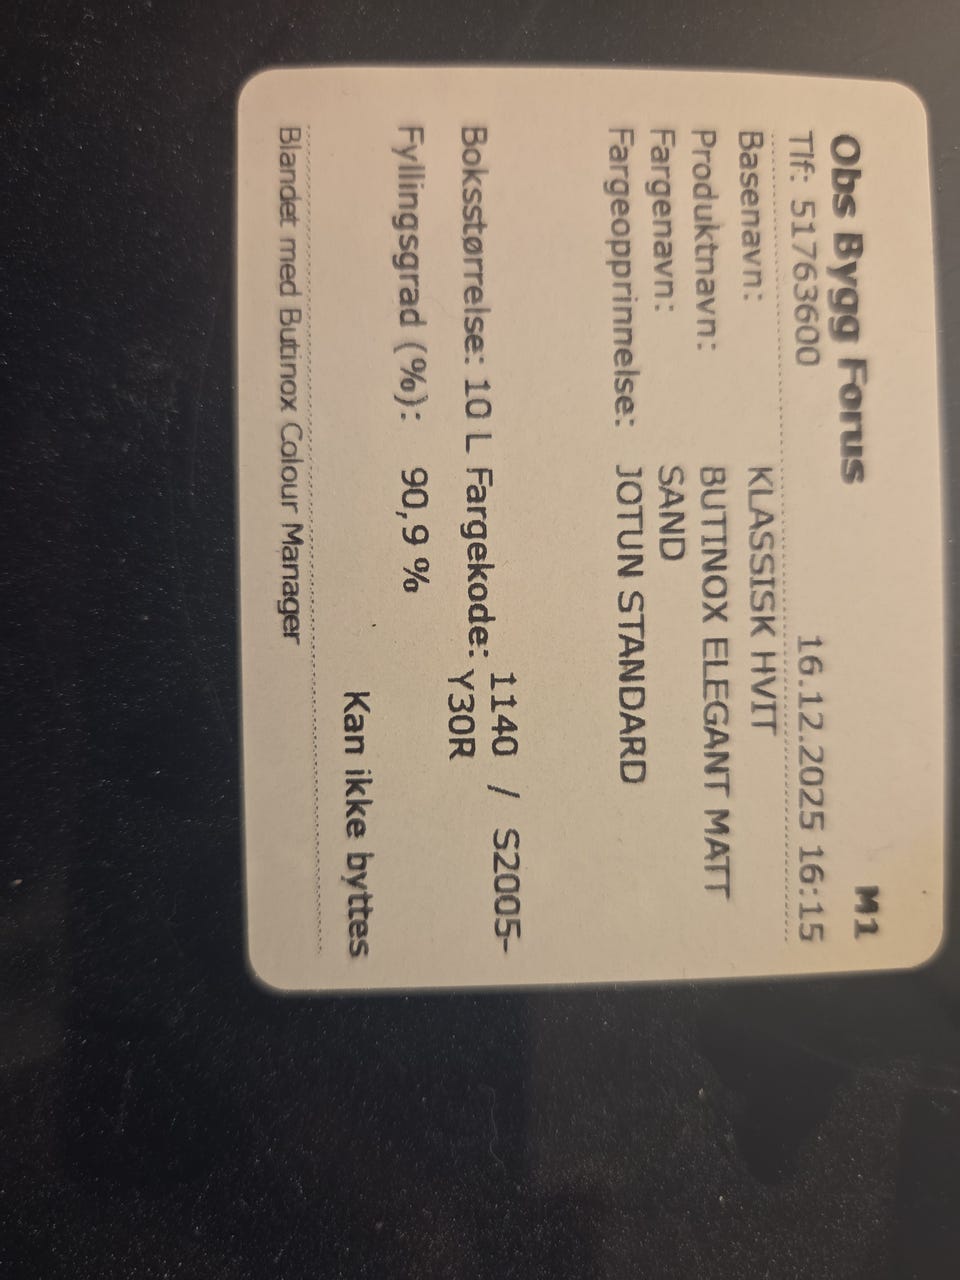 Obs Bygg Forus M1
Tlf: 51763600 16.12.2025 16:15
Basenavn: KLASSISK HVIT
Produktnavn: BUTINOX ELEGANT MATT
Fargenavn: SAND
Fargeopprinnelse: JOTUN STANDARD
Boksstørrelse: 10 L Fargekode: 1140 / S2005-
Y30R
Fyllingsgrad (%): 90,9 %
Kan ikke byttes
Blandet med Butinox Colour Manager